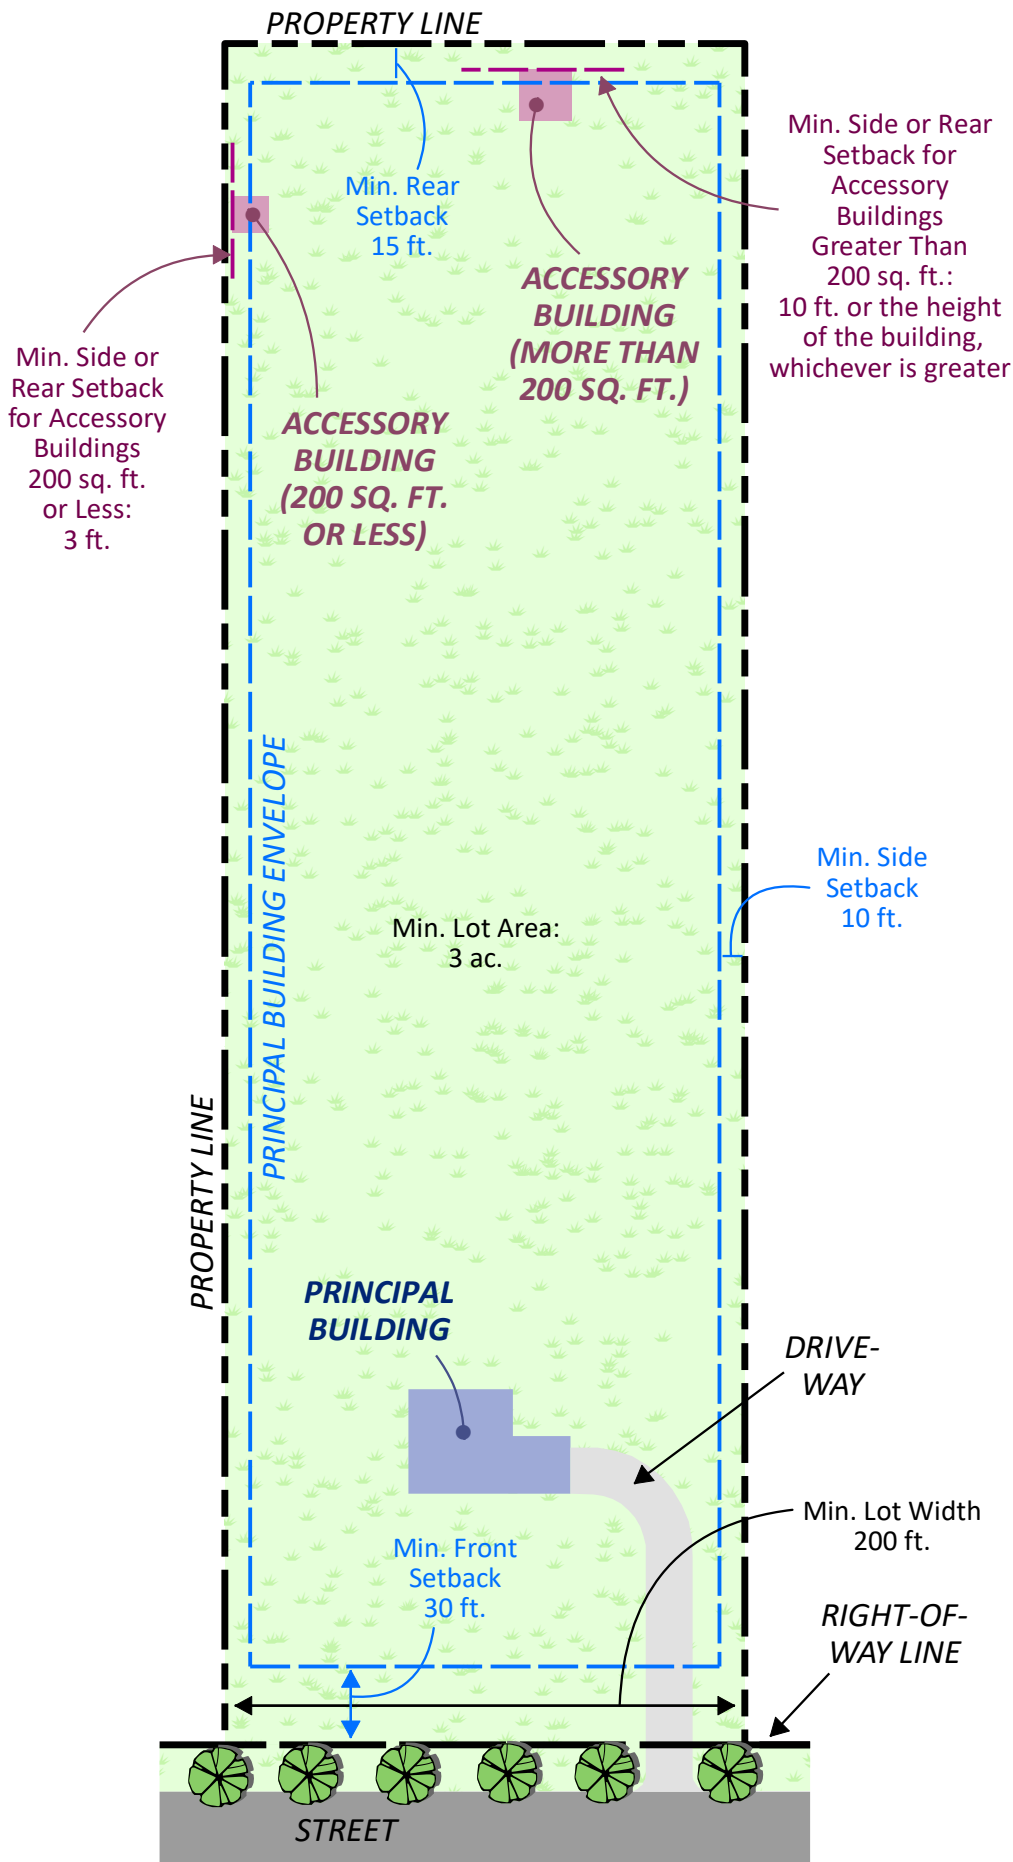 PROPERTY LINE
Min. Rear
Setback
15 ft.
Min. Side or Rear
Setback for
Accessory
Buildings
Greater Than
200 sq. ft.:
10 ft. or the height
of the building,
whichever is greater
ACCESSORY
BUILDING
(MORE THAN
200 SQ. FT.)
Min. Side or
Rear Setback
for Accessory
Buildings
200 sq. ft.
or Less:
3 ft.
ACCESSORY
BUILDING
(200 SQ. FT.
OR LESS)
PRINCIPAL BUILDING ENVELOPE
Min. Side
Setback
10 ft.
Min. Lot Area:
3 ac.
PROPERTY LINE
PRINCIPAL
BUILDING
DRIVE-
WAY
Min. Lot Width
200 ft.
Min. Front
Setback
30 ft.
RIGHT-OF-
WAY LINE
STREET